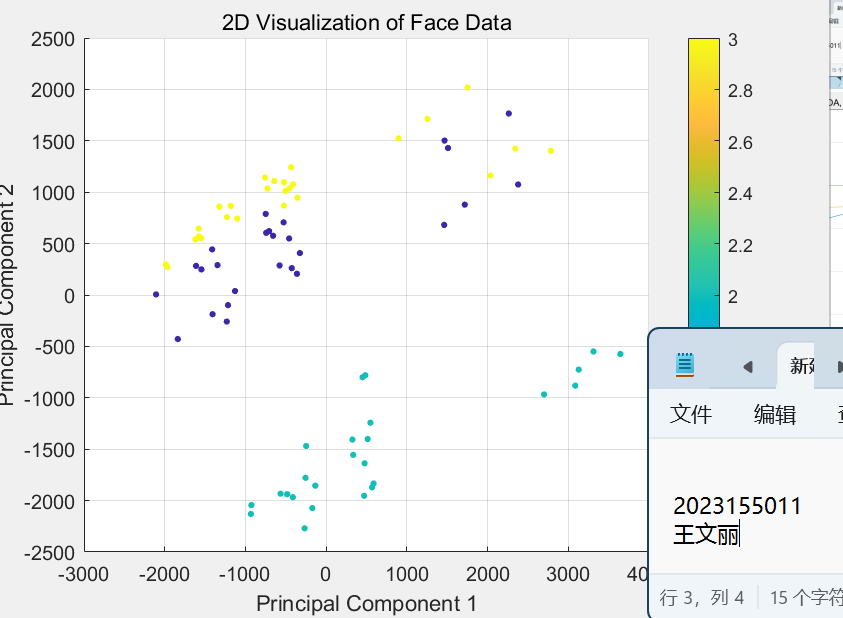 2D Visualization of Face Data
2500
2000
1500
1000
500
0
-500
-1000
-1500
-2000
-2500
Principal Component 2
-3000
-2000
-1000
0
1000
2000
3000
40
Principal Component 1
3
2.8
2.6
2.4
2.2
2
DA,
文件
编辑
2023155011
王文丽
行 3，列 4
15 个字符